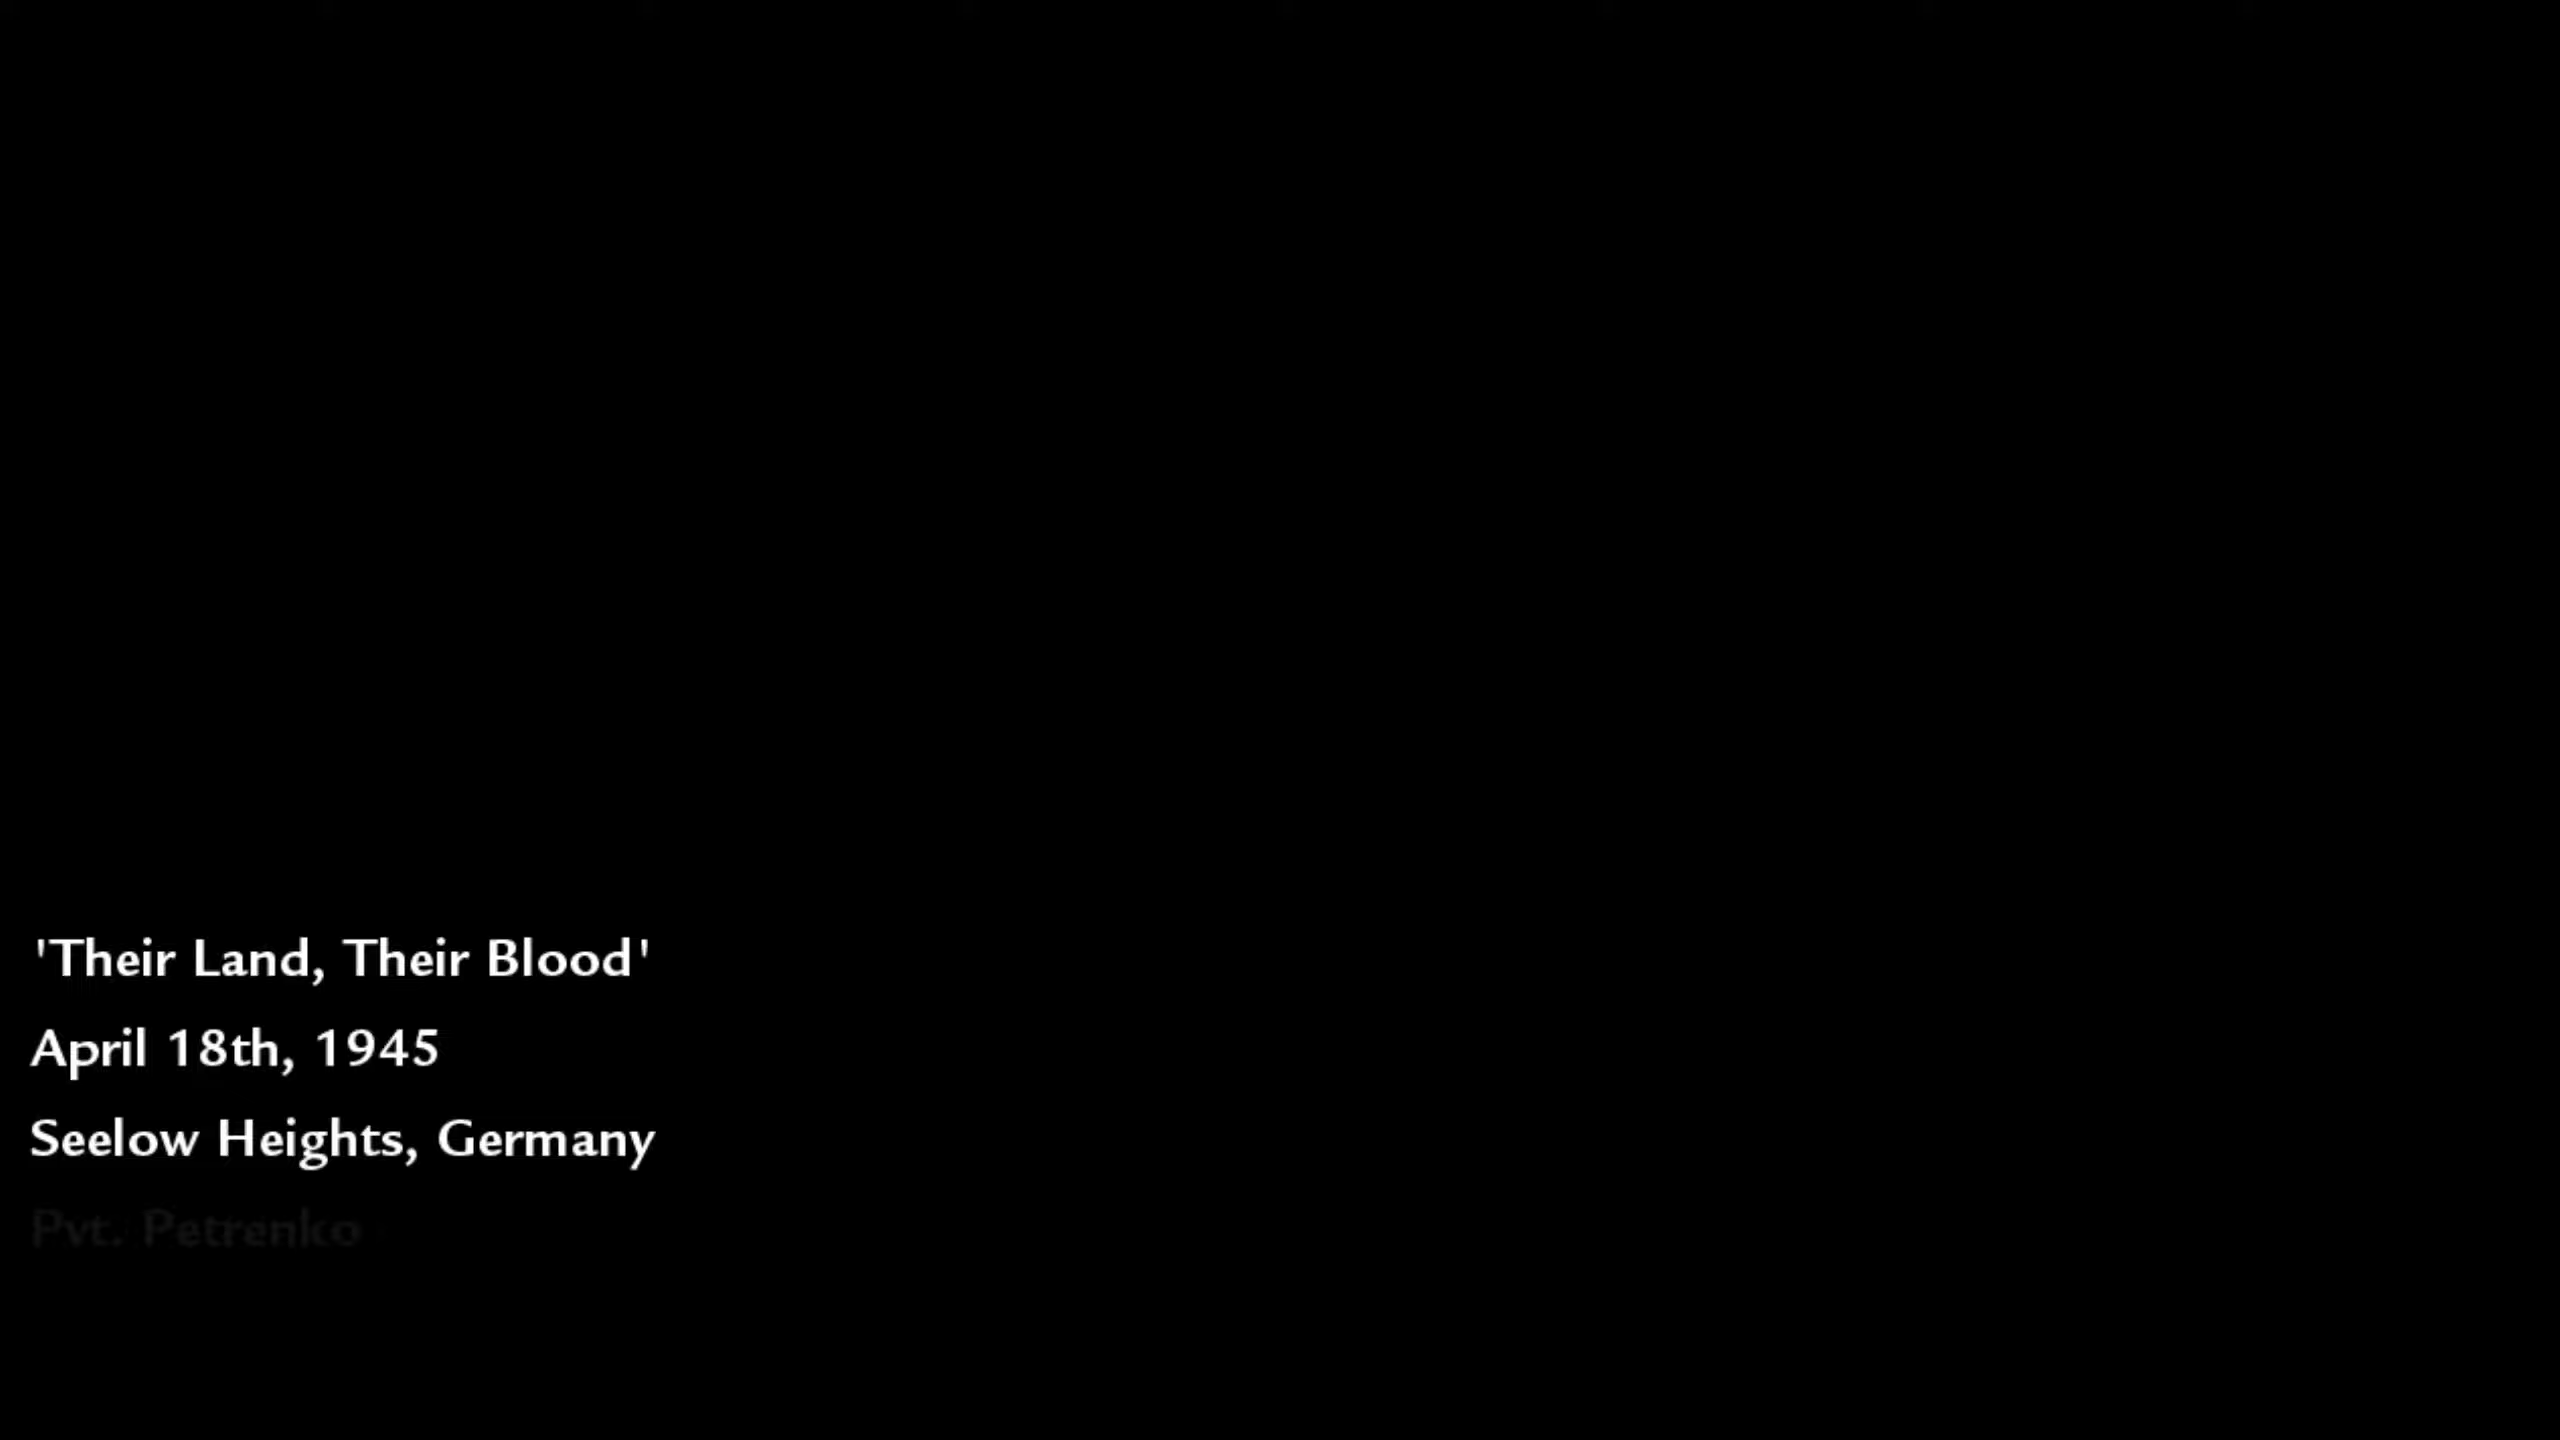 'Their Land, Their Blood'
April 18th, 1945
Seelow Heights, Germany
Pvt. Petrenko